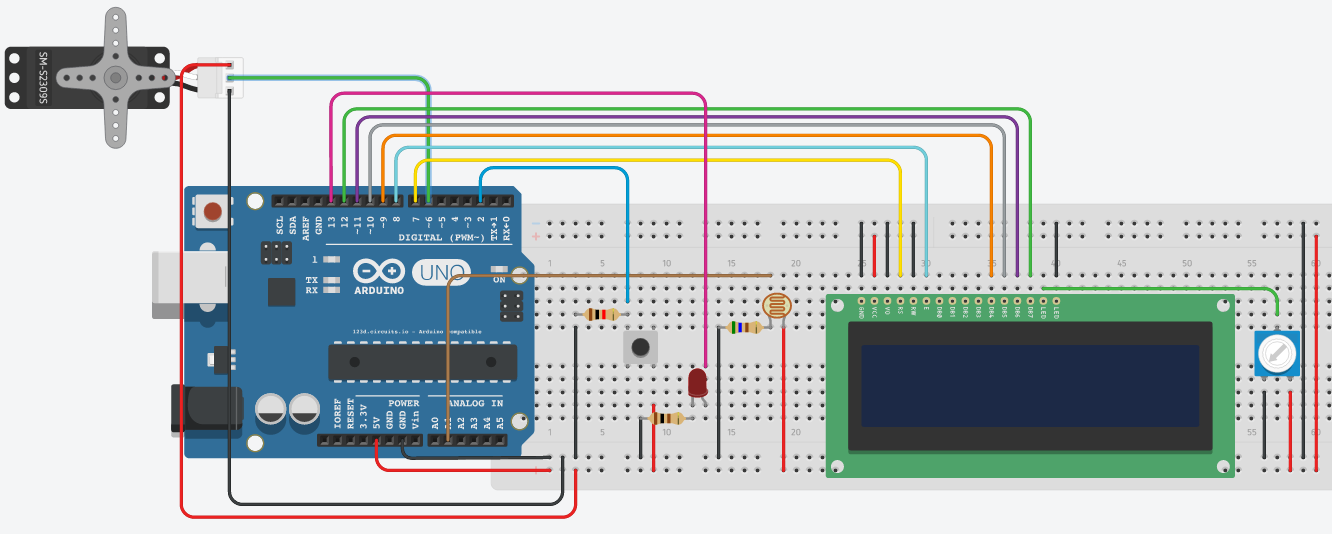 SM-S2309S
SCL
SDA
AREF
GND
13
12
~11
~10
~9
8
7
~6
~5
4
~3
2
TX→1
RX←0
DIGITAL (PWM~)
1
TX
RX
UNO
ARDUINO
ON
123d.circuits.io - Arduino compatible
POWER
ANALOG IN
IOREF
RESET
3.3V
5V
GND
GND
Vin
A0
A2
A3
A4
A5
- +
1 5 10 15 20 25 30 55 60
GND
VCC
VO
RS
RW
E
DB0
DB1
DB2
DB3
DB4
DB5
DB6
DB7
LED
LED
35 40 45 50
1 5 10 15 20 55 60